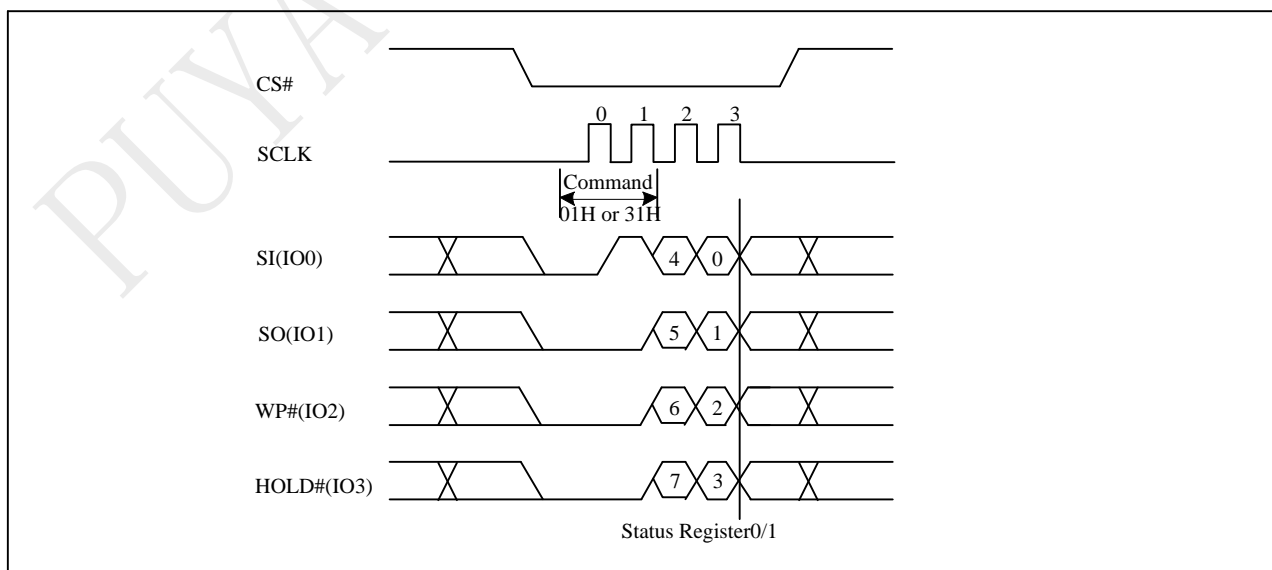 PUYA
CS#
0 1 2 3
SCLK
Command
01H or 31H
SI(IO0)
4 0
SO(IO1)
5 1
WP#(IO2)
6 2
HOLD#(IO3)
7 3
Status Register0/1